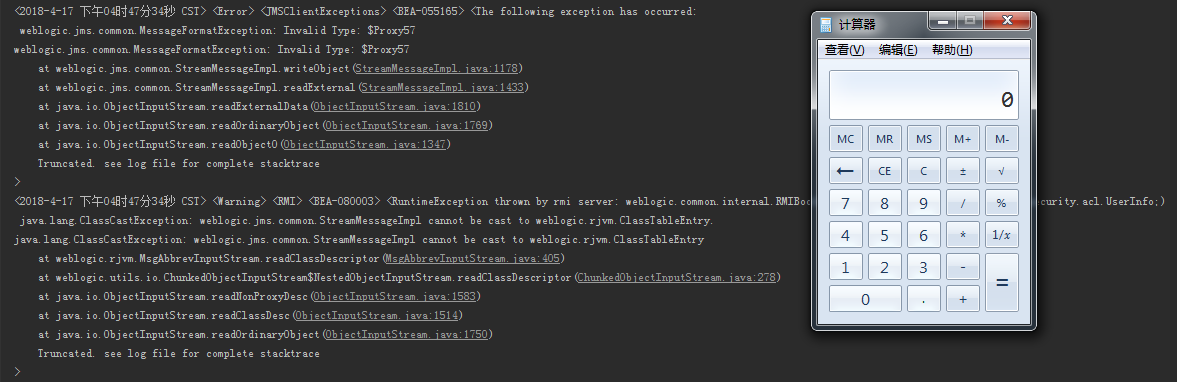 <2018-4-17 下午04时47分34秒 CST> <Error> <JMSClientExceptions> <BEA-055165> <The following exception has occurred:
weblogic.jms.common.MessageFormatException: Invalid Type: $Proxy57
weblogic.jms.common.MessageFormatException: Invalid Type: $Proxy57
at weblogic.jms.common.StreamMessageImpl.writeObject(StreamMessageImpl.java:1178)
at weblogic.jms.common.StreamMessageImpl.readExternal(StreamMessageImpl.java:1433)
at java.io.ObjectInputStream.readExternalData(ObjectInputStream.java:1810)
at java.io.ObjectInputStream.readOrdinaryObject(ObjectInputStream.java:1769)
at java.io.ObjectInputStream.readObject0(ObjectInputStream.java:1347)
Truncated. see log file for complete stacktrace
>
<2018-4-17 下午04时47分34秒 CST> <Warning> <RMI> <BEA-080003> <RuntimeException thrown by rmi server: weblogic.common.internal.RMIBoo curity.acl.UserInfo;)
java.lang.ClassCastException: weblogic.jms.common.StreamMessageImpl cannot be cast to weblogic.rjvm.ClassTableEntry.
java.lang.ClassCastException: weblogic.jms.common.StreamMessageImpl cannot be cast to weblogic.rjvm.ClassTableEntry
at weblogic.rjvm.MsgAbbrevInputStream.readClassDescriptor(MsgAbbrevInputStream.java:405)
at weblogic.utils.io.ChunkedObjectInputStream$NestedObjectInputStream.readClassDescriptor(ChunkedObjectInputStream.java:278)
at java.io.ObjectInputStream.readNonProxyDesc(ObjectInputStream.java:1583)
at java.io.ObjectInputStream.readClassDesc(ObjectInputStream.java:1514)
at java.io.ObjectInputStream.readOrdinaryObject(ObjectInputStream.java:1750)
Truncated. see log file for complete stacktrace
>
计算器
查看(V) 编辑(E) 帮助(H)
0
MC MR MS M+ M-
← CE C ± √
7 8 9 / %
4 5 6 * 1/x
1 2 3 - =
0 . +